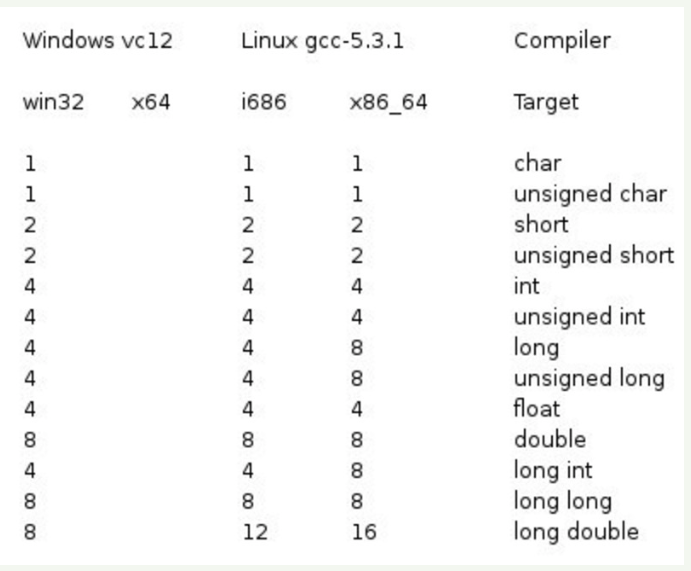 Windows vc12 Linux gcc-5.3.1 Compiler
win32 x64 i686 x86_64 Target
1 1 1 char
1 1 1 unsigned char
2 2 2 short
2 2 2 unsigned short
4 4 4 int
4 4 4 unsigned int
4 4 8 long
4 4 8 unsigned long
4 4 4 float
8 8 8 double
4 4 8 long int
8 8 8 long long
8 12 16 long double